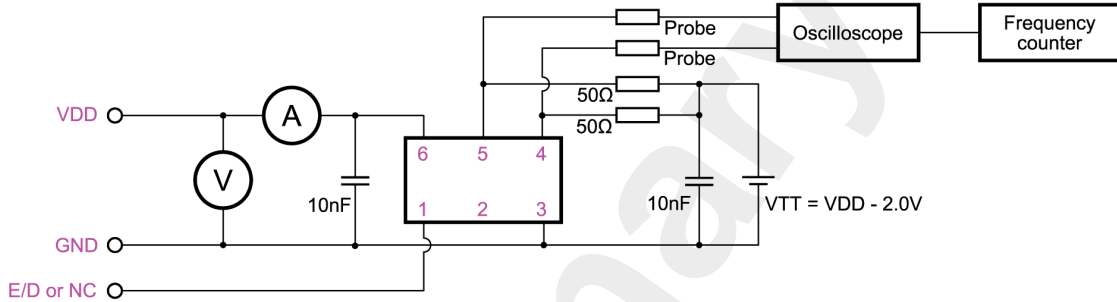 Probe
Oscilloscope
Frequency
counter
Probe
50Ω
50Ω
VDD
A
V
10nF
6 5 4
1 2 3
10nF
VTT = VDD - 2.0V
GND
E/D or NC